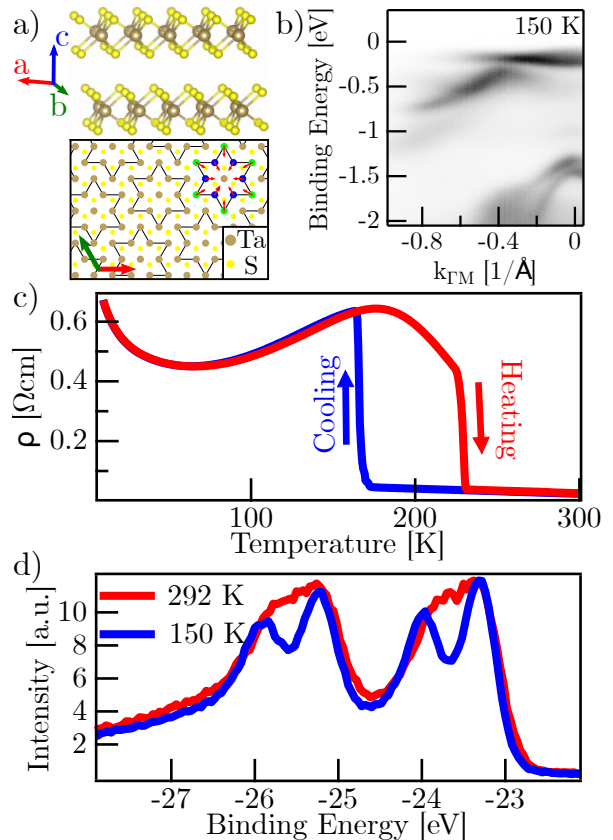 a)
c
a
b
Ta
S
b)
150 K
Binding Energy [eV]
0
-0.5
-1
-1.5
-2
-0.8
-0.4
0
k_ΓM [1/Å]
c)
ρ [Ωcm]
0.6
0.4
0.2
Cooling
Heating
100
200
300
Temperature [K]
d)
292 K
150 K
Intensity [a.u.]
10
8
6
4
2
-27
-26
-25
-24
-23
Binding Energy [eV]